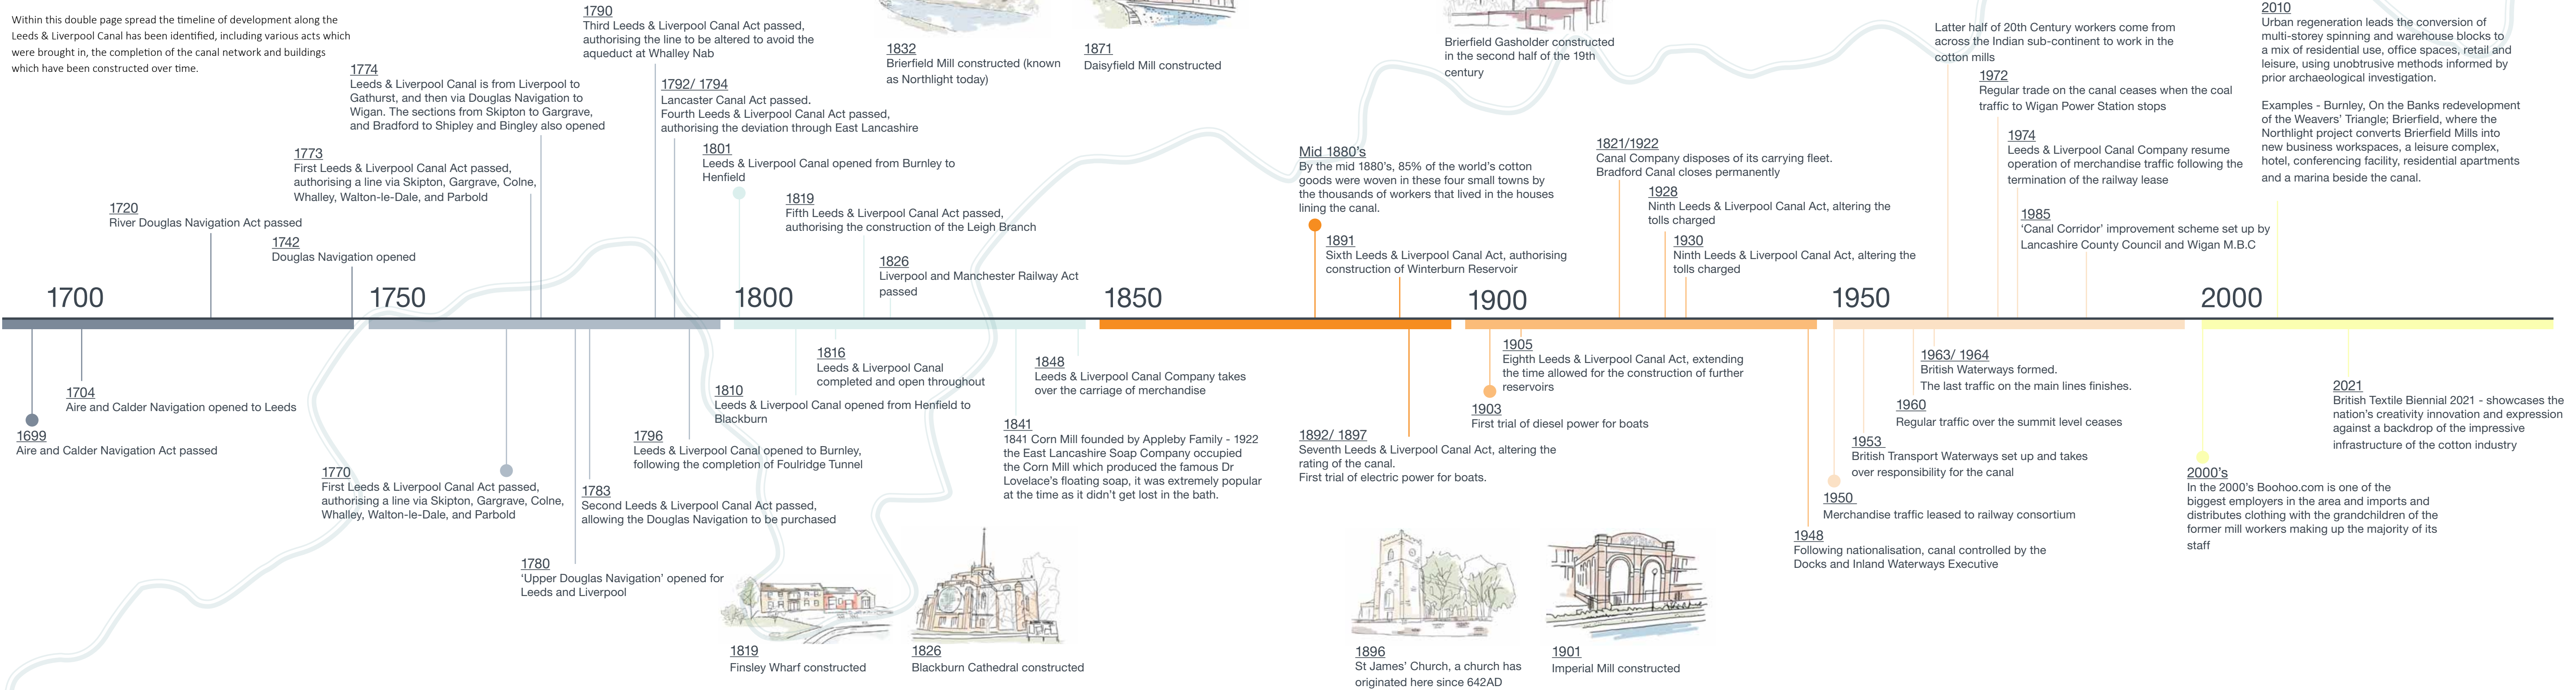 Within this double page spread the timeline of development along the
Leeds & Liverpool Canal has been identified, including various acts which
were brought in, the completion of the canal network and buildings
which have been constructed over time.
1790
Third Leeds & Liverpool Canal Act passed,
authorising the line to be altered to avoid the
aqueduct at Whalley Nab
1774
Leeds & Liverpool Canal is from Liverpool to
Gathurst, and then via Douglas Navigation to
Wigan. The sections from Skipton to Gargrave,
and Bradford to Shipley and Bingley also opened
1792/ 1794
Lancaster Canal Act passed.
Fourth Leeds & Liverpool Canal Act passed,
authorising the deviation through East Lancashire
1832
Brierfield Mill constructed (known
as Northlight today)
1871
Daisyfield Mill constructed
Brierfield Gasholder constructed
in the second half of the 19th
century
Latter half of 20th Century workers come from
across the Indian sub-continent to work in the
cotton mills
1972
Regular trade on the canal ceases when the coal
traffic to Wigan Power Station stops
2010
Urban regeneration leads the conversion of
multi-storey spinning and warehouse blocks to
a mix of residential use, office spaces, retail and
leisure, using unobtrusive methods informed by
prior archaeological investigation.
Examples - Burnley, On the Banks redevelopment
of the Weavers' Triangle; Brierfield, where the
Northlight project converts Brierfield Mills into
new business workspaces, a leisure complex,
hotel, conferencing facility, residential apartments
and a marina beside the canal.
1773
First Leeds & Liverpool Canal Act passed,
authorising a line via Skipton, Gargrave, Colne,
Whalley, Walton-le-Dale, and Parbold
1801
Leeds & Liverpool Canal opened from Burnley to
Henfield
Mid 1880's
By the mid 1880's, 85% of the world's cotton
goods were woven in these four small towns by
the thousands of workers that lived in the houses
lining the canal.
1821/1922
Canal Company disposes of its carrying fleet.
Bradford Canal closes permanently
1974
Leeds & Liverpool Canal Company resume
operation of merchandise traffic following the
termination of the railway lease
1720
River Douglas Navigation Act passed
1819
Fifth Leeds & Liverpool Canal Act passed,
authorising the construction of the Leigh Branch
1928
Ninth Leeds & Liverpool Canal Act, altering the
tolls charged
1985
'Canal Corridor' improvement scheme set up by
Lancashire County Council and Wigan M.B.C
1742
Douglas Navigation opened
1826
Liverpool and Manchester Railway Act
passed
1891
Sixth Leeds & Liverpool Canal Act, authorising
construction of Winterburn Reservoir
1930
Ninth Leeds & Liverpool Canal Act, altering the
tolls charged
1700
1750
1800
1850
1900
1950
2000
1704
Aire and Calder Navigation opened to Leeds
1699
Aire and Calder Navigation Act passed
1770
First Leeds & Liverpool Canal Act passed,
authorising a line via Skipton, Gargrave, Colne,
Whalley, Walton-le-Dale, and Parbold
1780
'Upper Douglas Navigation' opened for
Leeds and Liverpool
1783
Second Leeds & Liverpool Canal Act passed,
allowing the Douglas Navigation to be purchased
1796
Leeds & Liverpool Canal opened to Burnley,
following the completion of Foulridge Tunnel
1810
Leeds & Liverpool Canal opened from Henfield to
Blackburn
1816
Leeds & Liverpool Canal
completed and open throughout
1848
Leeds & Liverpool Canal Company takes
over the carriage of merchandise
1841
1841 Corn Mill founded by Appleby Family - 1922
the East Lancashire Soap Company occupied
the Corn Mill which produced the famous Dr
Lovelace's floating soap, it was extremely popular
at the time as it didn't get lost in the bath.
1892/ 1897
Seventh Leeds & Liverpool Canal Act, altering the
rating of the canal.
First trial of electric power for boats.
1905
Eighth Leeds & Liverpool Canal Act, extending
the time allowed for the construction of further
reservoirs
1903
First trial of diesel power for boats
1963/ 1964
British Waterways formed.
The last traffic on the main lines finishes.
1960
Regular traffic over the summit level ceases
1953
British Transport Waterways set up and takes
over responsibility for the canal
1950
Merchandise traffic leased to railway consortium
1948
Following nationalisation, canal controlled by the
Docks and Inland Waterways Executive
2021
British Textile Biennial 2021 - showcases the
nation's creativity innovation and expression
against a backdrop of the impressive
infrastructure of the cotton industry
2000's
In the 2000's Boohoo.com is one of the
biggest employers in the area and imports and
distributes clothing with the grandchildren of the
former mill workers making up the majority of its
staff
1819
Finsley Wharf constructed
1826
Blackburn Cathedral constructed
1896
St James' Church, a church has
originated here since 642AD
1901
Imperial Mill constructed